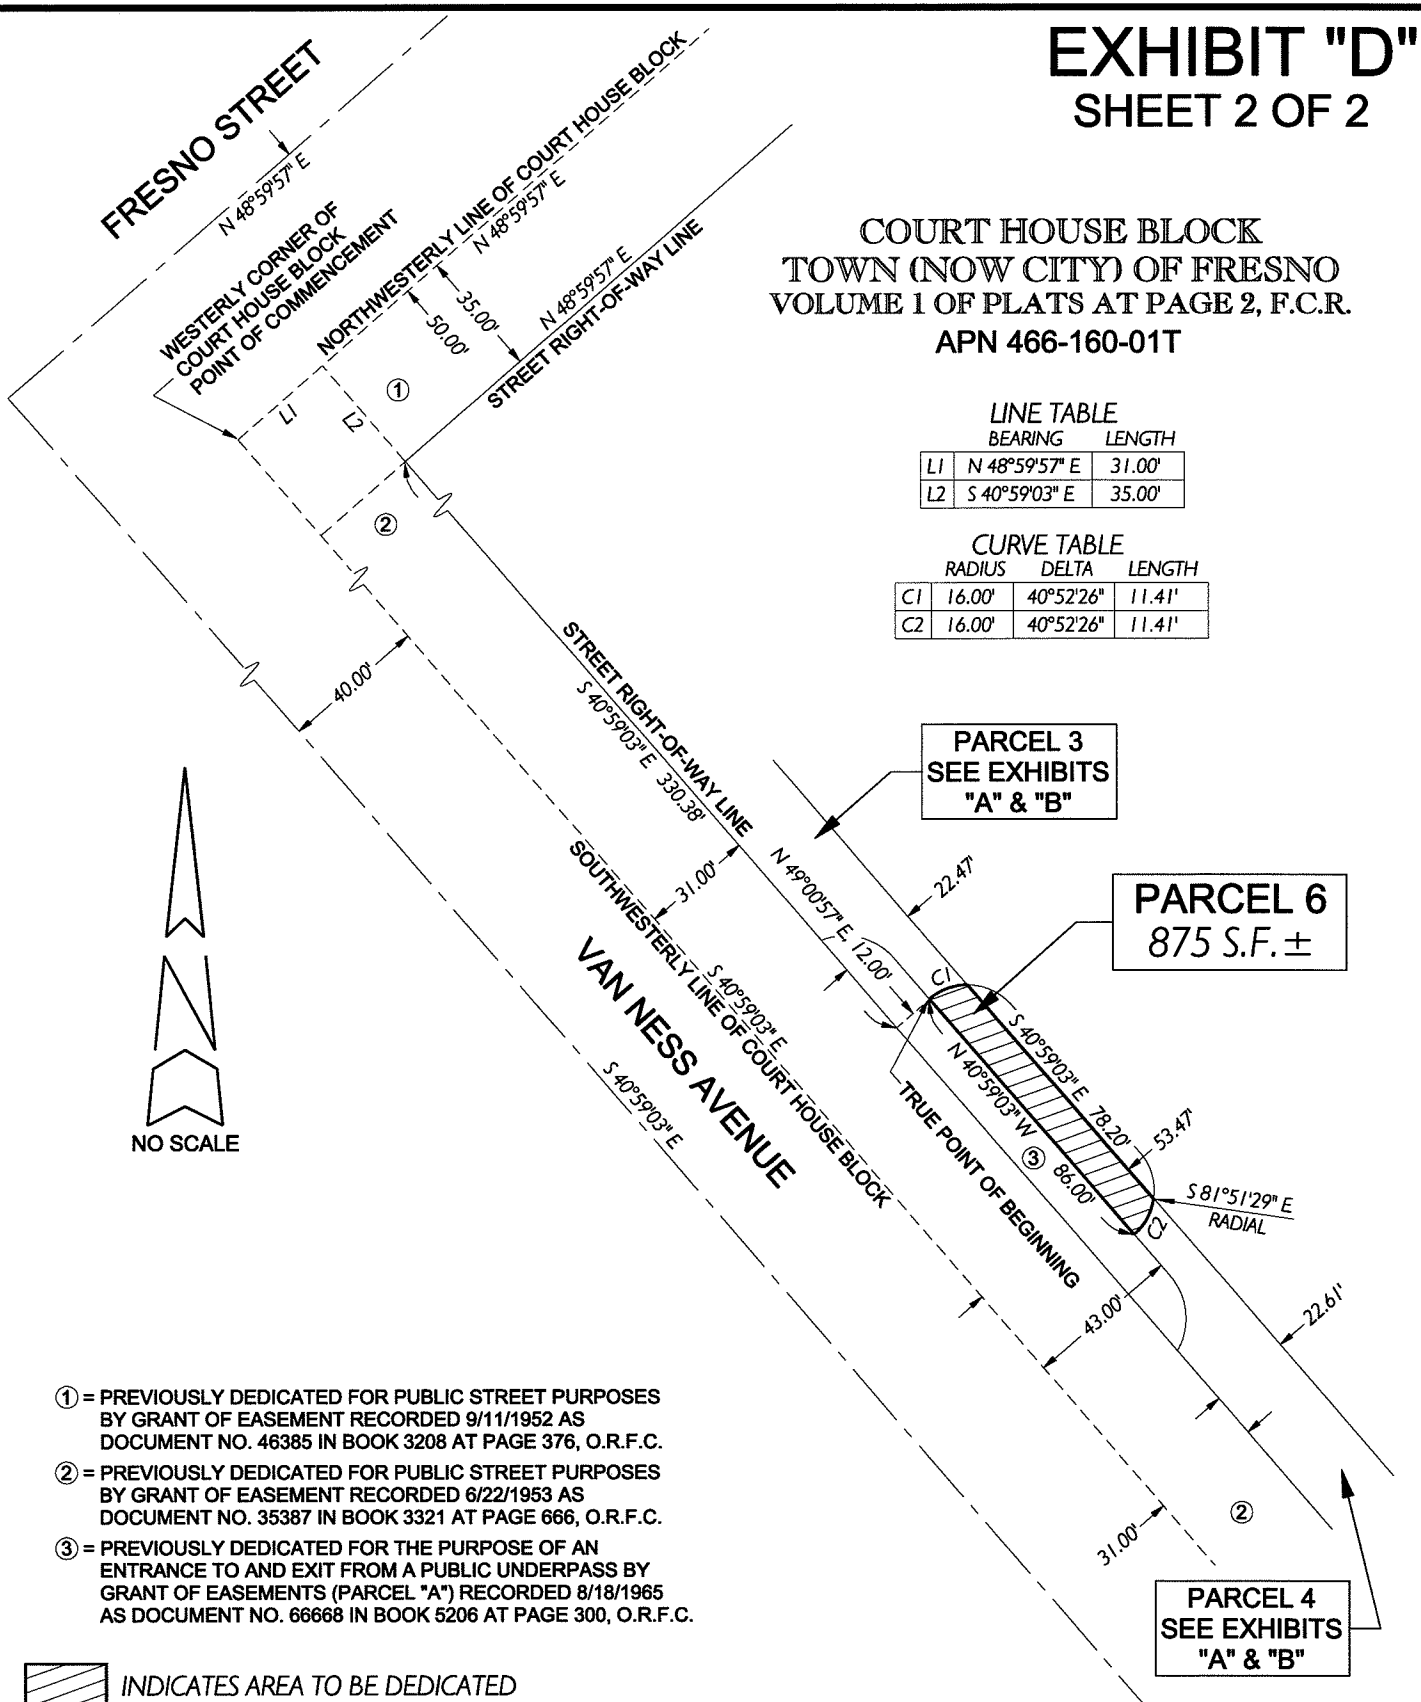 EXHIBIT "D"
SHEET 2 OF 2
COURT HOUSE BLOCK
TOWN (NOW CITY) OF FRESNO
VOLUME 1 OF PLATS AT PAGE 2, F.C.R.
APN 466-160-01T
FRESNO STREET
N 48°59'57" E
WESTERLY CORNER OF
COURT HOUSE BLOCK
POINT OF COMMENCEMENT
NORTHWESTERLY LINE OF COURT HOUSE BLOCK
N 48°59'57" E
35.00'
50.00'
N 48°59'57" E
STREET RIGHT-OF-WAY LINE
L1
L2
1
2
LINE TABLE
BEARING LENGTH
L1 N 48°59'57" E 31.00'
L2 S 40°59'03" E 35.00'
CURVE TABLE
RADIUS DELTA LENGTH
C1 16.00' 40°52'26" 11.41'
C2 16.00' 40°52'26" 11.41'
40.00'
STREET RIGHT-OF-WAY LINE
S 40°59'03" E 330.38'
31.00'
SOUTHWESTERLY LINE OF COURT HOUSE BLOCK
S 40°59'03" E
VAN NESS AVENUE
S 40°59'03" E
PARCEL 3
SEE EXHIBITS
"A" & "B"
22.47'
N 49°00'57" E, 12.00'
PARCEL 6
875 S.F. ±
C1
S 40°59'03" E 78.20'
N 40°59'03" W 86.00'
3
53.47'
S 81°51'29" E
RADIAL
C2
TRUE POINT OF BEGINNING
43.00'
22.61'
31.00'
2
PARCEL 4
SEE EXHIBITS
"A" & "B"
N
NO SCALE
1 = PREVIOUSLY DEDICATED FOR PUBLIC STREET PURPOSES
BY GRANT OF EASEMENT RECORDED 9/11/1952 AS
DOCUMENT NO. 46385 IN BOOK 3208 AT PAGE 376, O.R.F.C.
2 = PREVIOUSLY DEDICATED FOR PUBLIC STREET PURPOSES
BY GRANT OF EASEMENT RECORDED 6/22/1953 AS
DOCUMENT NO. 35387 IN BOOK 3321 AT PAGE 666, O.R.F.C.
3 = PREVIOUSLY DEDICATED FOR THE PURPOSE OF AN
ENTRANCE TO AND EXIT FROM A PUBLIC UNDERPASS BY
GRANT OF EASEMENTS (PARCEL "A") RECORDED 8/18/1965
AS DOCUMENT NO. 66668 IN BOOK 5206 AT PAGE 300, O.R.F.C.
INDICATES AREA TO BE DEDICATED